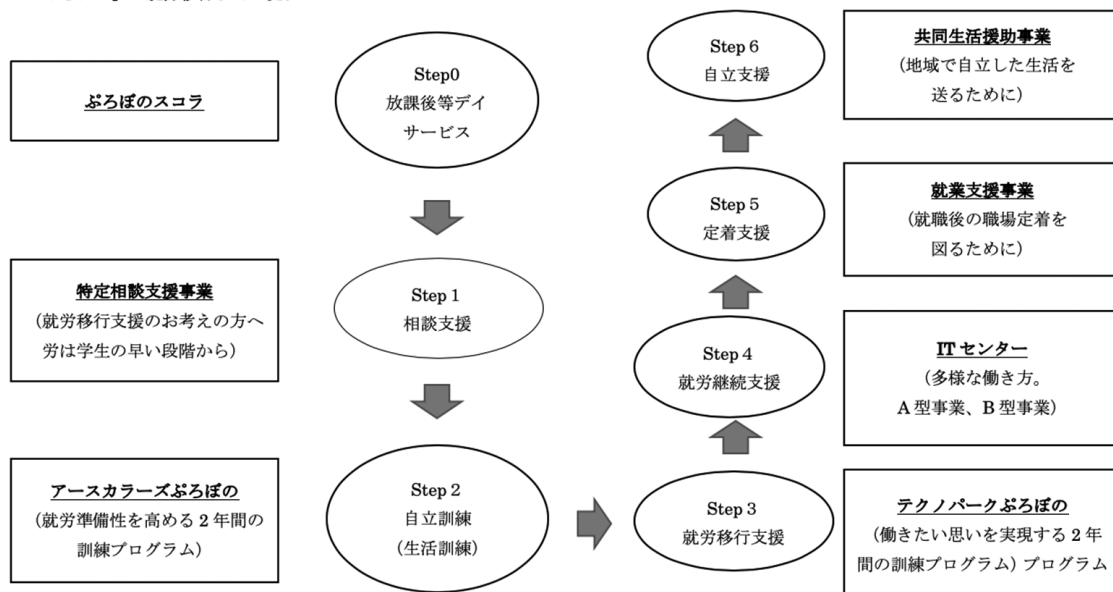 ぷろぼのスコラ
Step0
放課後等デイ
サービス
特定相談支援事業
(就労移行支援のお考えの方へ
労は学生の早い段階から)
Step 1
相談支援
アースカラーズぷろぼの
(就労準備性を高める 2 年間の
訓練プログラム)
Step 2
自立訓練
(生活訓練)
Step 3
就労移行支援
テクノパークぷろぼの
(働きたい思いを実現する 2 年
間の訓練プログラム) プログラム
Step 4
就労継続支援
IT センター
(多様な働き方。
A 型事業、B 型事業)
Step 5
定着支援
就業支援事業
(就職後の職場定着を
図るために)
Step 6
自立支援
共同生活援助事業
(地域で自立した生活を
送るために)